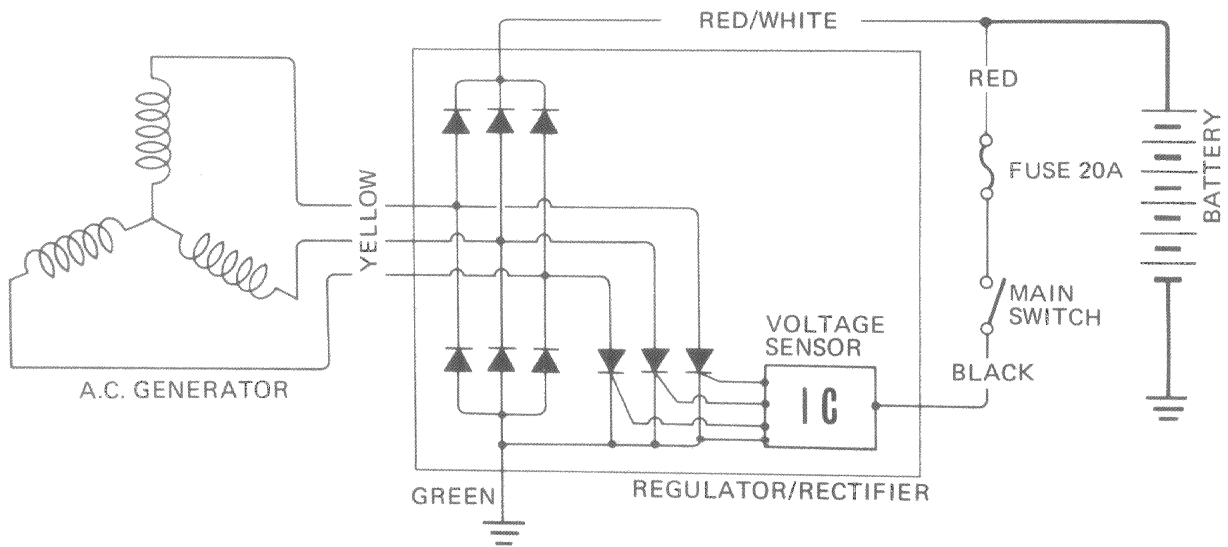 RED/WHITE
RED
YELLOW
FUSE 20A
BATTERY
MAIN
SWITCH
VOLTAGE
SENSOR
IC
BLACK
A.C. GENERATOR
GREEN
REGULATOR/RECTIFIER